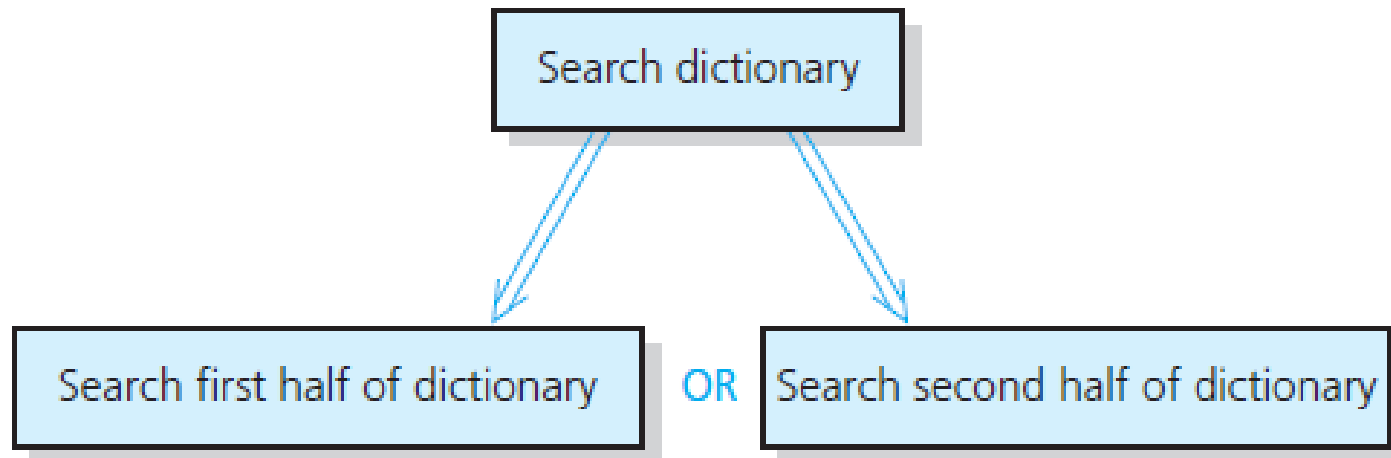 Search dictionary
Search first half of dictionary
OR
Search second half of dictionary